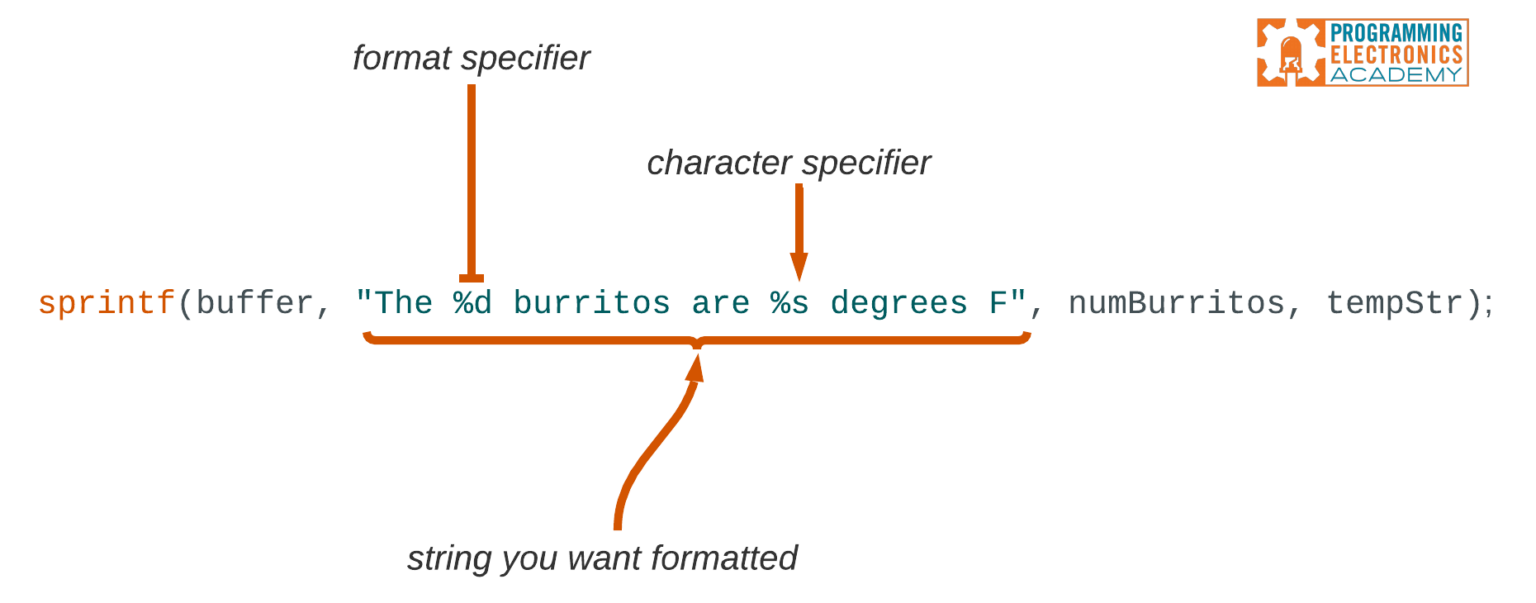 PROGRAMMING
ELECTRONICS
ACADEMY
format specifier
character specifier
sprintf(buffer, "The %d burritos are %s degrees F", numBurritos, tempStr);
string you want formatted